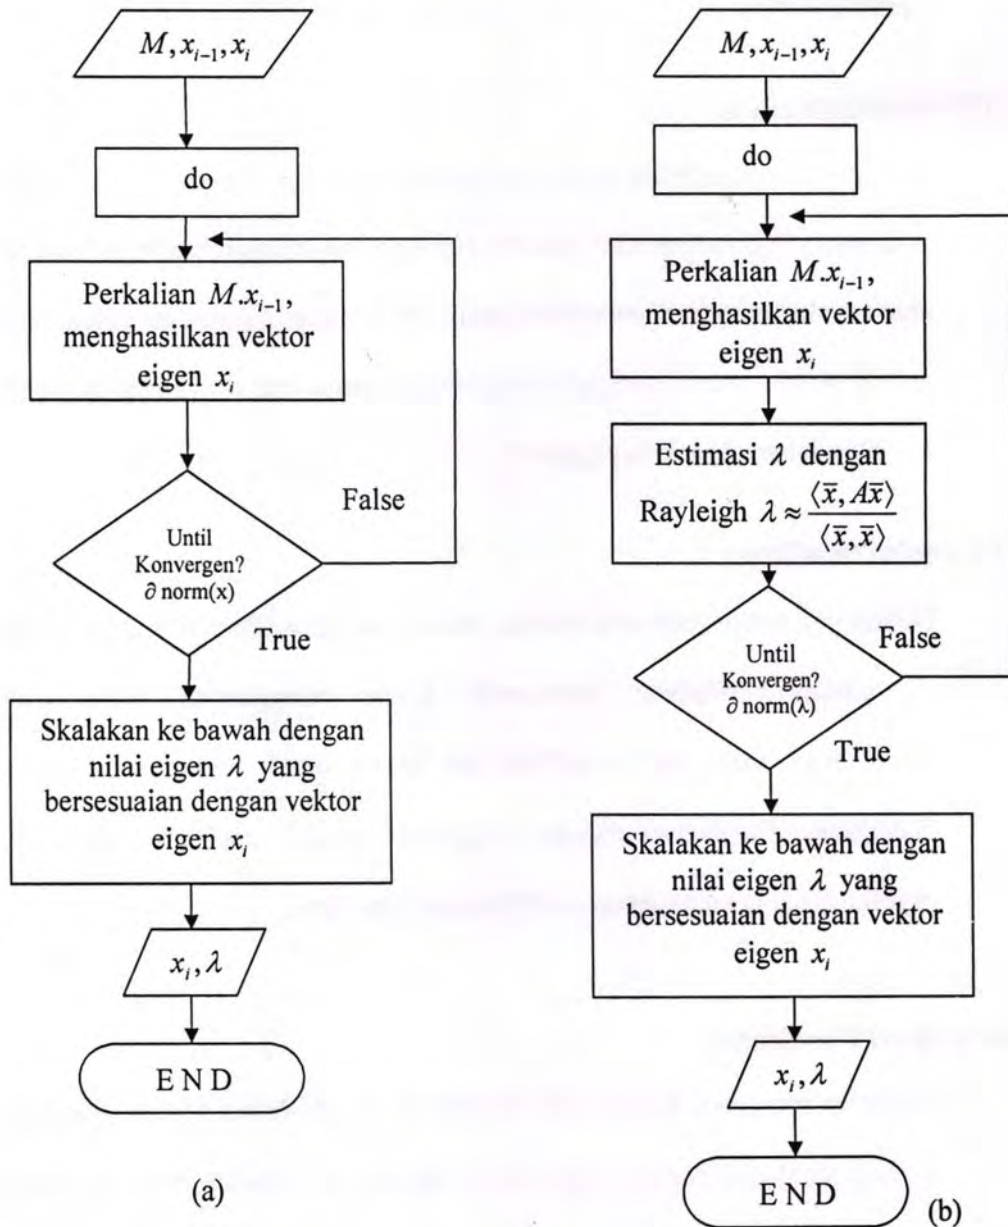 M, x_{i-1}, x_i
do
Perkalian M.x_{i-1},
menghasilkan vektor
eigen x_i
False
Until
Konvergen?
∂ norm(x)
True
Skalakan ke bawah dengan
nilai eigen λ yang
bersesuaian dengan vektor
eigen x_i
x_i, λ
E N D
(a)
M, x_{i-1}, x_i
do
Perkalian M.x_{i-1},
menghasilkan vektor
eigen x_i
Estimasi λ dengan
Rayleigh λ ≈ ⟨x̅, Ax̅⟩ / ⟨x̅, x̅⟩
False
Until
Konvergen?
∂ norm(λ)
True
Skalakan ke bawah dengan
nilai eigen λ yang
bersesuaian dengan vektor
eigen x_i
x_i, λ
E N D
(b)